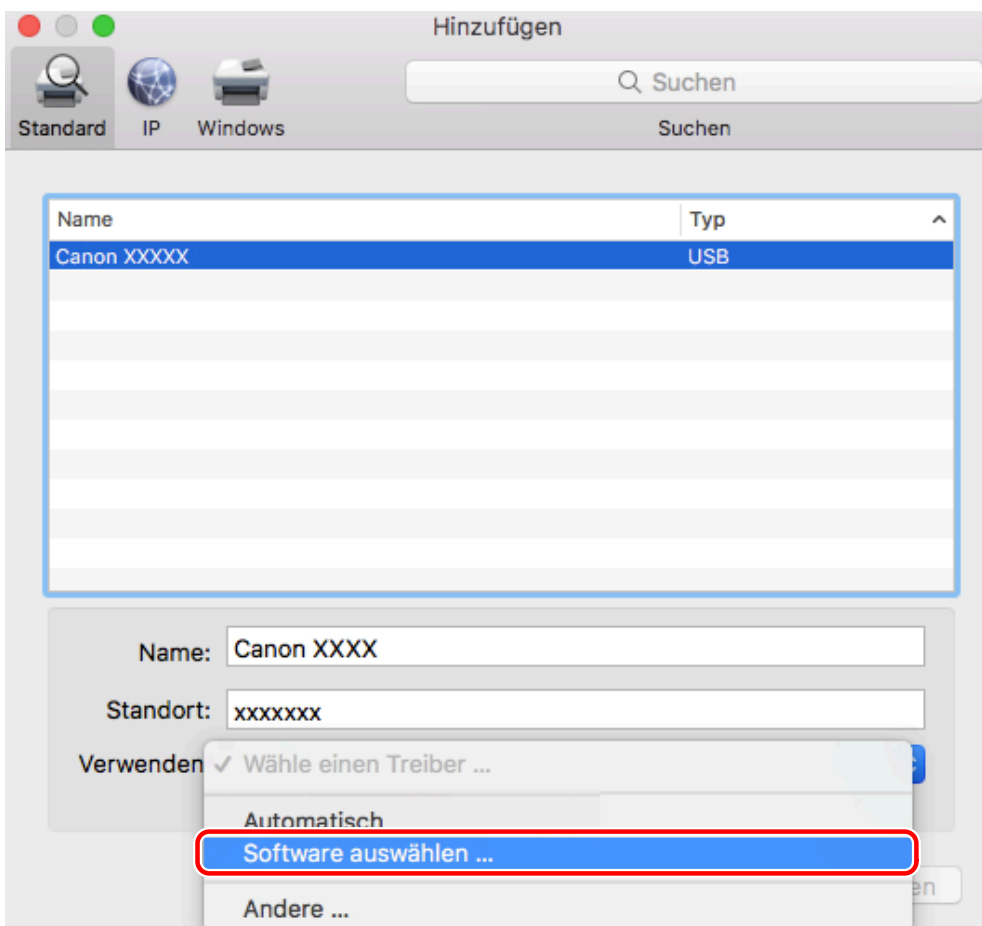 Hinzufügen
Suchen
Standard IP Windows Suchen
Name Typ
Canon XXXXX USB
Name: Canon XXXX
Standort: xxxxxxx
Verwenden ✓ Wähle einen Treiber ...
Automatisch
Software auswählen ...
Andere ...